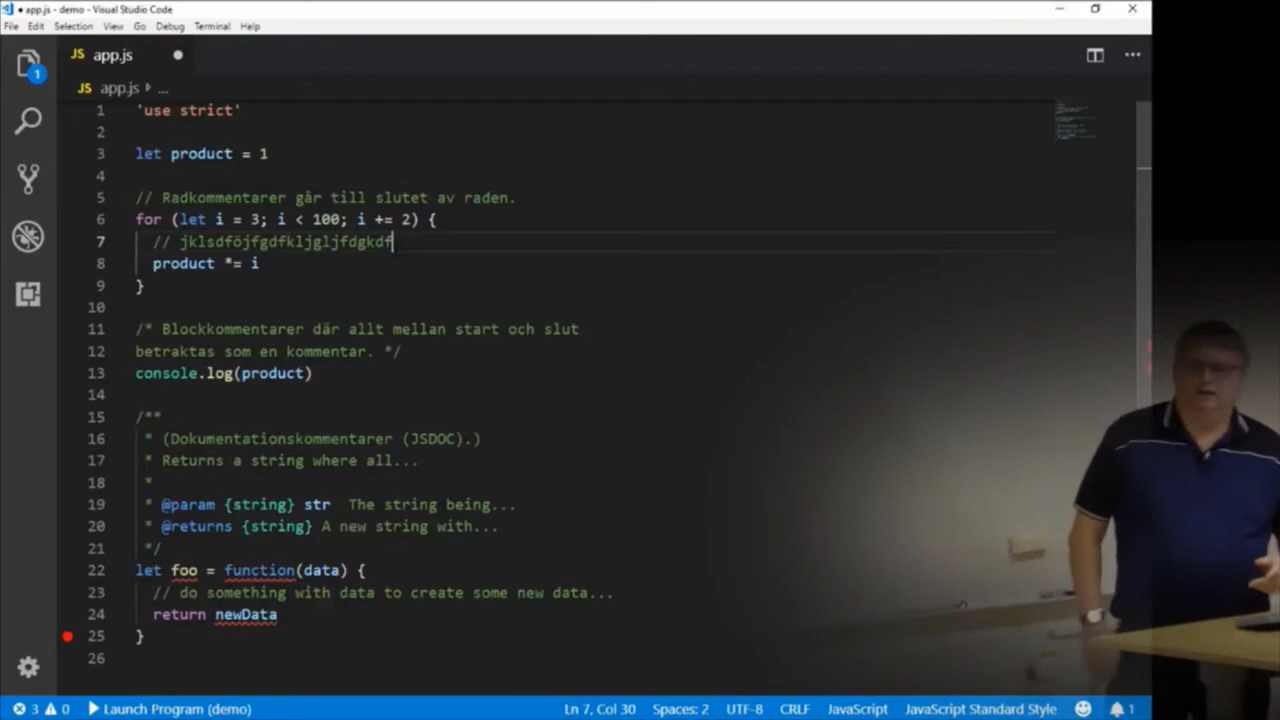 app.js - demo - Visual Studio Code
File Edit Selection View Go Debug Terminal Help
JS app.js
JS app.js ...
1 'use strict'
2
3 let product = 1
4
5 // Radkommentarer går till slutet av raden.
6 for (let i = 3; i < 100; i += 2) {
7 // jklsdföjfgdfkljgljfdgkdf
8 product *= i
9 }
10
11 /* Blockkommentarer där allt mellan start och slut
12 betraktas som en kommentar. */
13 console.log(product)
14
15 /**
16 * (Dokumentationskommentarer (JSDOC).)
17 * Returns a string where all...
18 *
19 * @param {string} str The string being...
20 * @returns {string} A new string with...
21 */
22 let foo = function(data) {
23 // do something with data to create some new data...
24 return newData
25 }
26
1
3 0 Launch Program (demo) Ln 7, Col 30 Spaces: 2 UTF-8 CRLF JavaScript JavaScript Standard Style 1